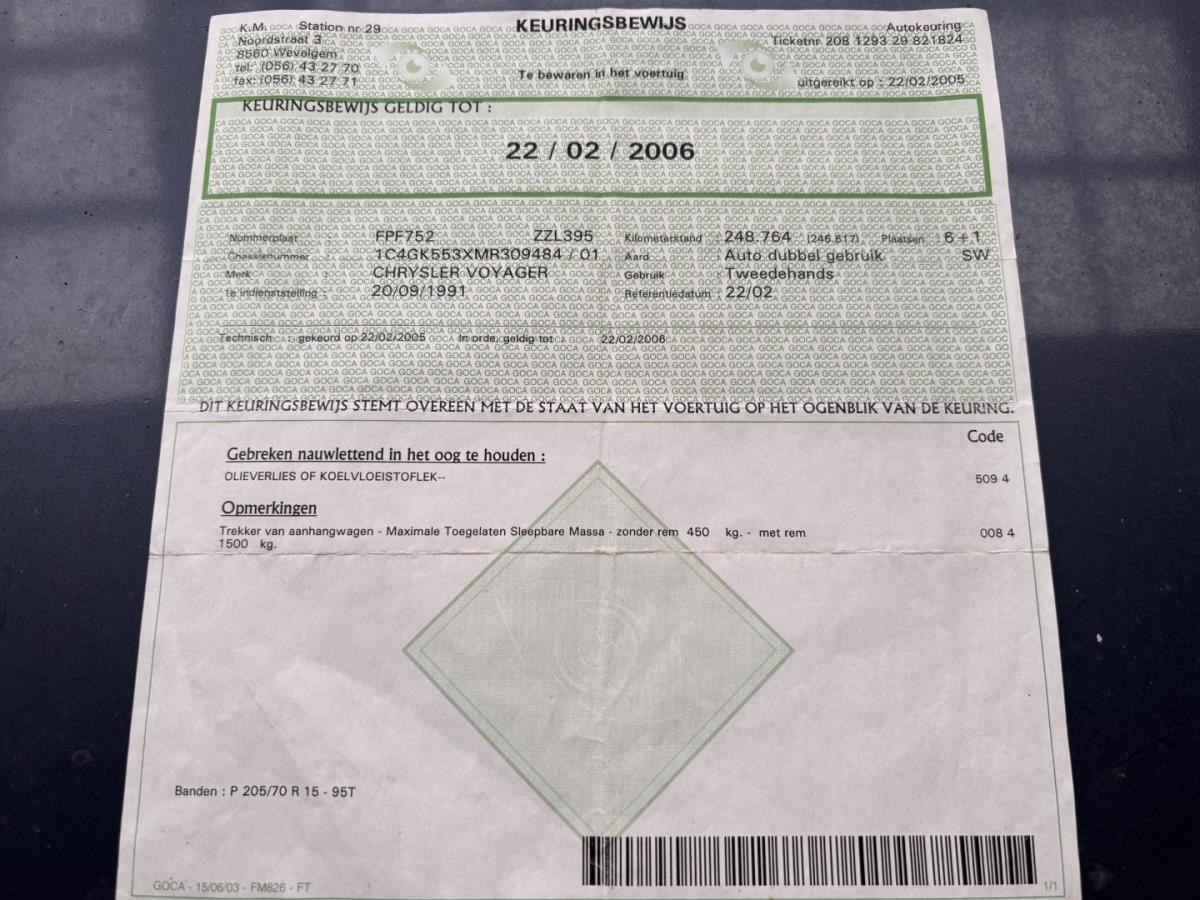 K.M. Station nr 29
Noordstraat 3
8560 Wevelgem
tel: (056) 43 27 70
fax: (056) 43 27 71
KEURINGSBEWIJS
Te bewaren in het voertuig
Autokeuring
Ticketnr 208 1293 29 821824
uitgereikt op : 22/02/2005
KEURINGSBEWIJS GELDIG TOT :
22 / 02 / 2006
Nummerplaat FPF752 ZZL395 Kilometerstand : 248.764 (246.817) Plaatsen : 6 + 1
Chassisnummer : 1C4GK553XMR309484 / 01 Aard : Auto dubbel gebruik SW
Merk : CHRYSLER VOYAGER Gebruik : Tweedehands
1e indienststelling : 20/09/1991 Referentiedatum : 22/02
Technisch : gekeurd op 22/02/2005 In orde, geldig tot 22/02/2006
DIT KEURINGSBEWIJS STEMT OVEREEN MET DE STAAT VAN HET VOERTUIG OP HET OGENBLIK VAN DE KEURING.
Code
Gebreken nauwlettend in het oog te houden :
OLIEVERLIES OF KOELVLOEISTOFLEK-- 509 4
Opmerkingen
Trekker van aanhangwagen - Maximale Toegelaten Sleepbare Massa - zonder rem 450 kg. - met rem 008 4
1500 kg.
Banden : P 205/70 R 15 - 95T
GOCA - 15/06/03 - FM826 - FT
1/1